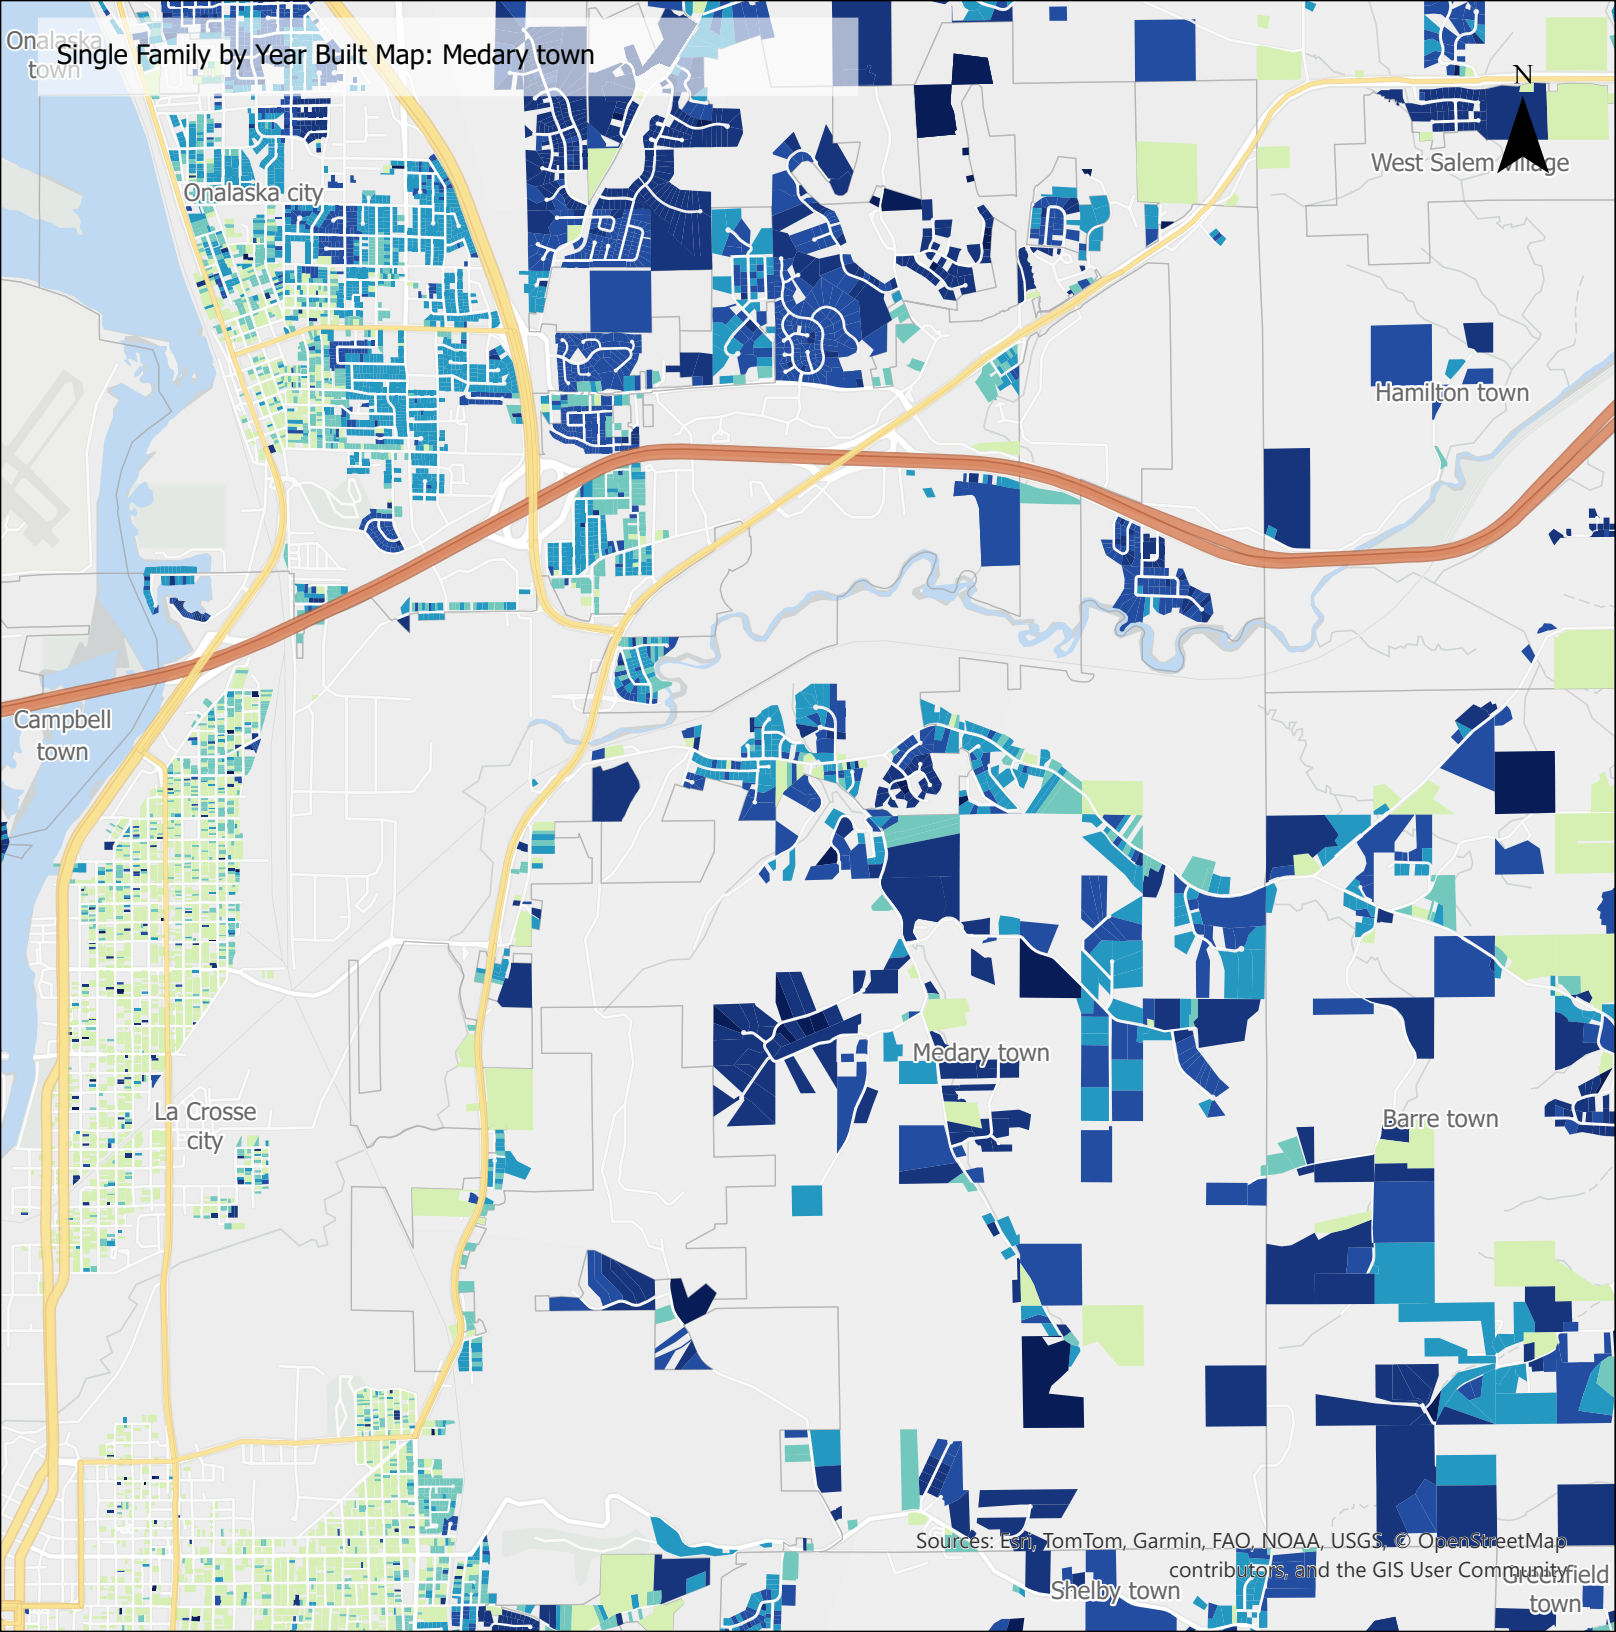 Onalaska
town
Single Family by Year Built Map: Medary town
N
West Salem village
Onalaska city
Hamilton town
Campbell
town
Medary town
La Crosse
city
Barre town
Sources: Esri, TomTom, Garmin, FAO, NOAA, USGS, © OpenStreetMap
contributors, and the GIS User Community
Shelby town
Greenfield
town